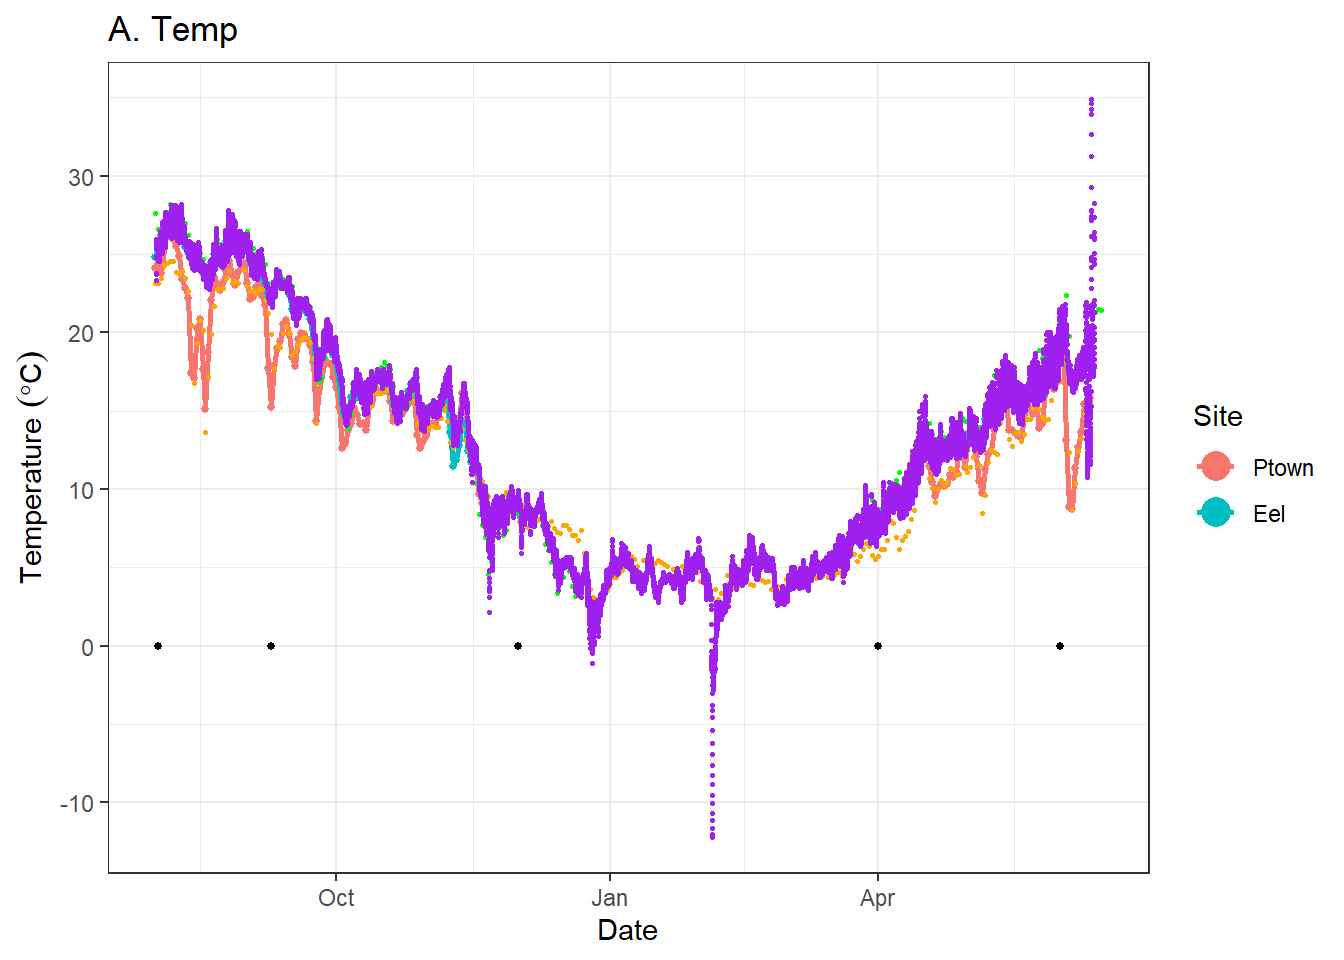 A. Temp
Temperature (°C)
30
20
10
0
-10
Oct
Jan
Apr
Date
Site
Ptown
Eel